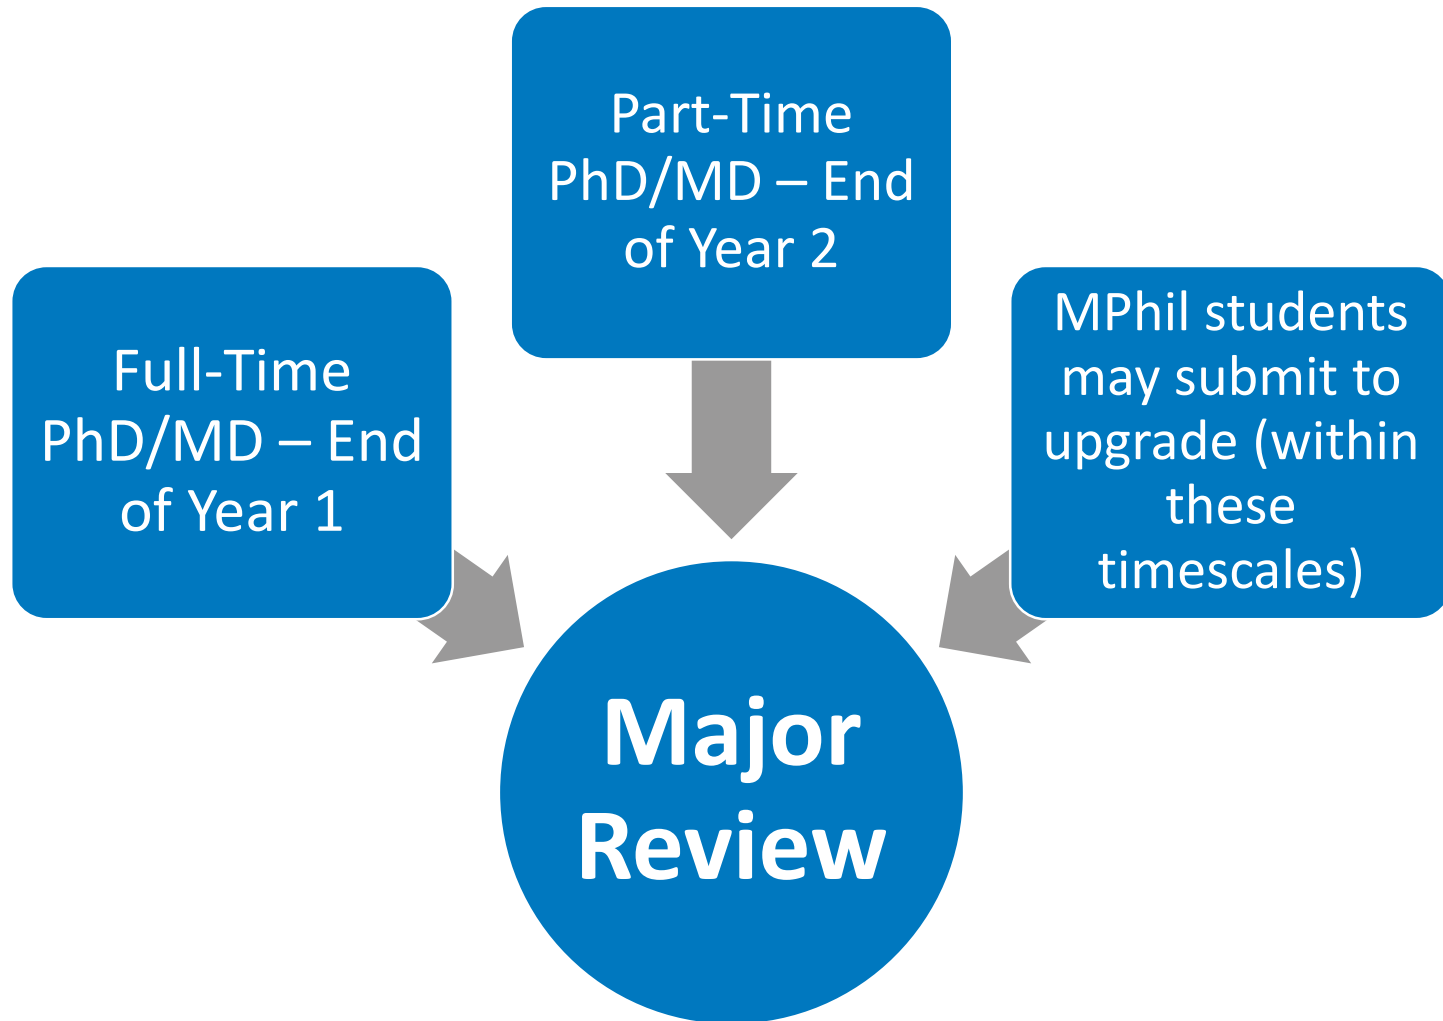 Part-Time
PhD/MD – End
of Year 2
Full-Time
PhD/MD – End
of Year 1
MPhil students
may submit to
upgrade (within
these
timescales)
Major
Review